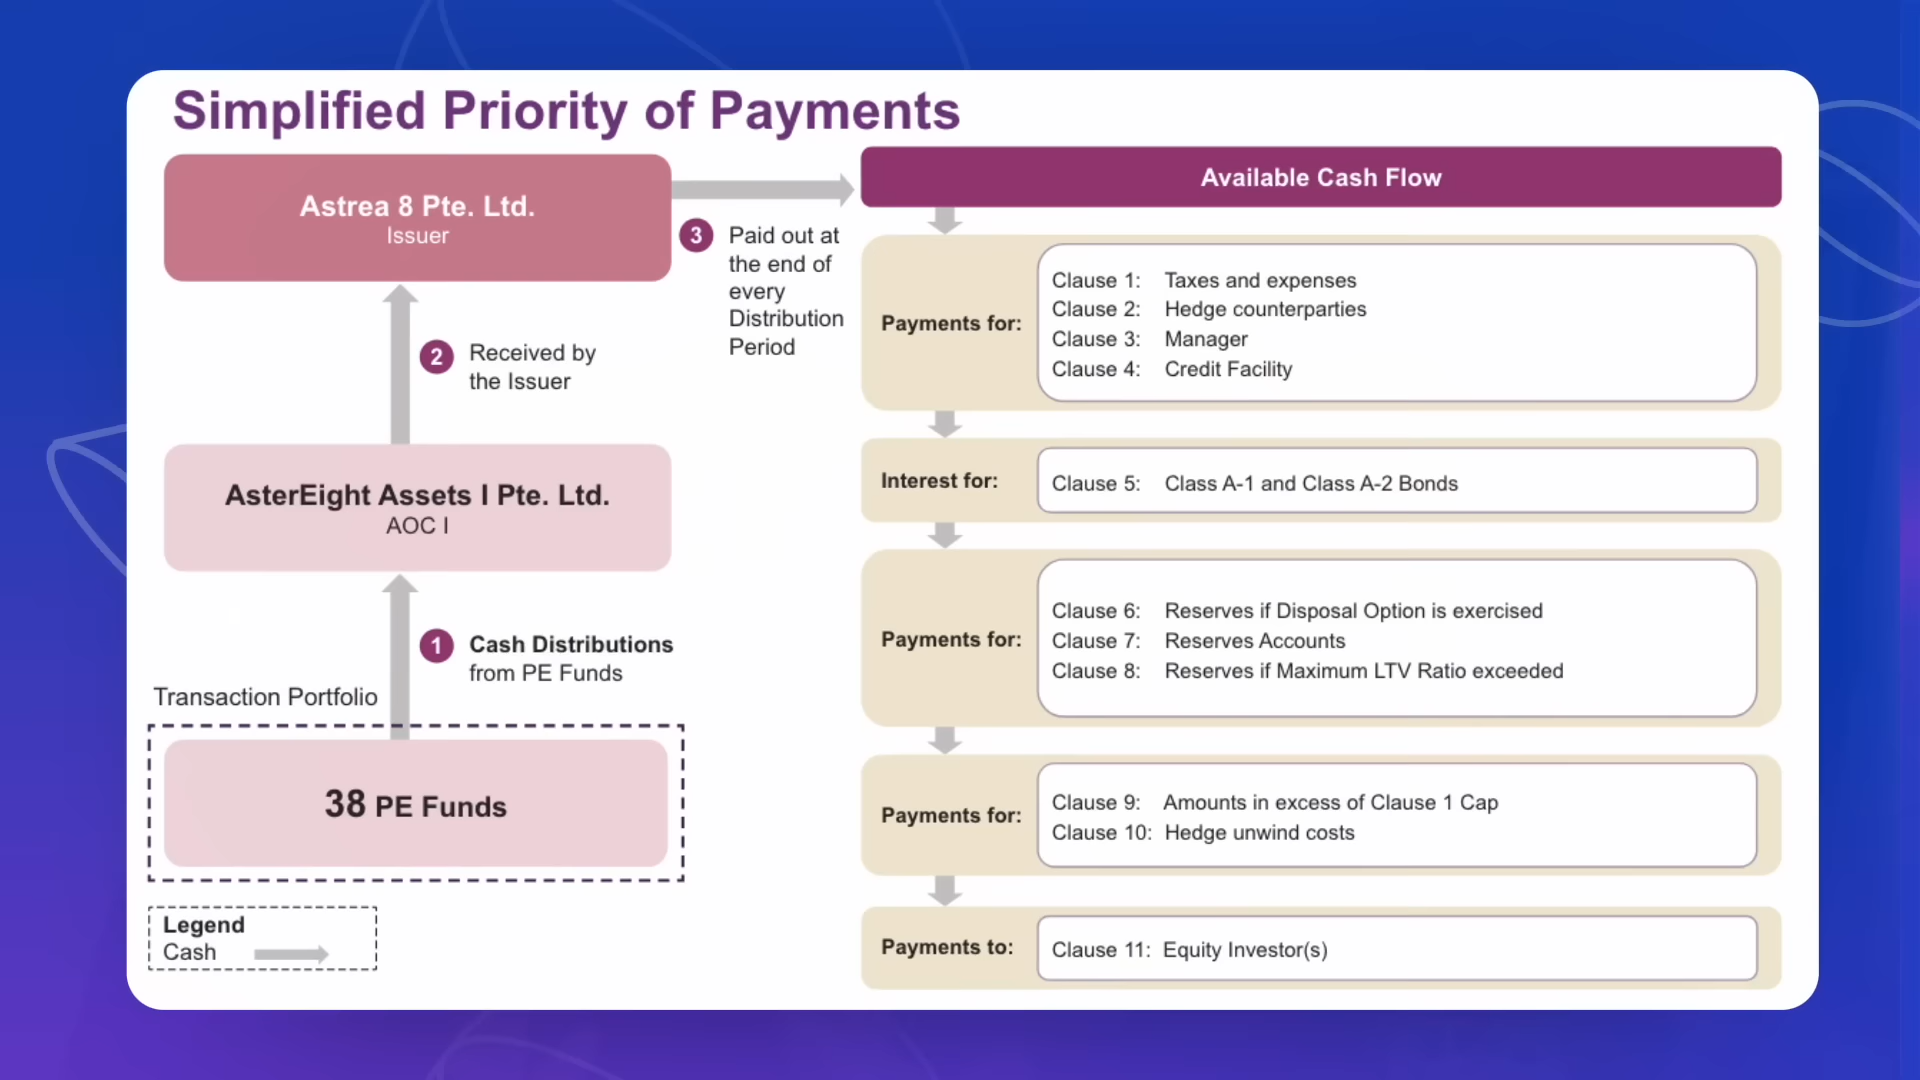 Simplified Priority of Payments
Astrea 8 Pte. Ltd.
Issuer
2 Received by
the Issuer
AsterEight Assets I Pte. Ltd.
AOC I
1 Cash Distributions
from PE Funds
Transaction Portfolio
38 PE Funds
Legend
Cash
3 Paid out at
the end of
every
Distribution
Period
Available Cash Flow
Payments for:
Clause 1: Taxes and expenses
Clause 2: Hedge counterparties
Clause 3: Manager
Clause 4: Credit Facility
Interest for:
Clause 5: Class A-1 and Class A-2 Bonds
Payments for:
Clause 6: Reserves if Disposal Option is exercised
Clause 7: Reserves Accounts
Clause 8: Reserves if Maximum LTV Ratio exceeded
Payments for:
Clause 9: Amounts in excess of Clause 1 Cap
Clause 10: Hedge unwind costs
Payments to:
Clause 11: Equity Investor(s)